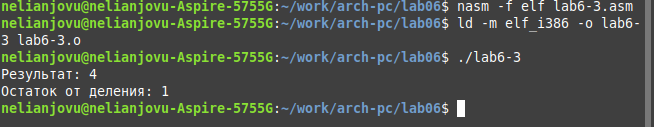 nelianjovu@nelianjovu-Aspire-5755G:~/work/arch-pc/lab06$ nasm -f elf lab6-3.asm
nelianjovu@nelianjovu-Aspire-5755G:~/work/arch-pc/lab06$ ld -m elf_i386 -o lab6-
3 lab6-3.o
nelianjovu@nelianjovu-Aspire-5755G:~/work/arch-pc/lab06$ ./lab6-3
Результат: 4
Остаток от деления: 1
nelianjovu@nelianjovu-Aspire-5755G:~/work/arch-pc/lab06$